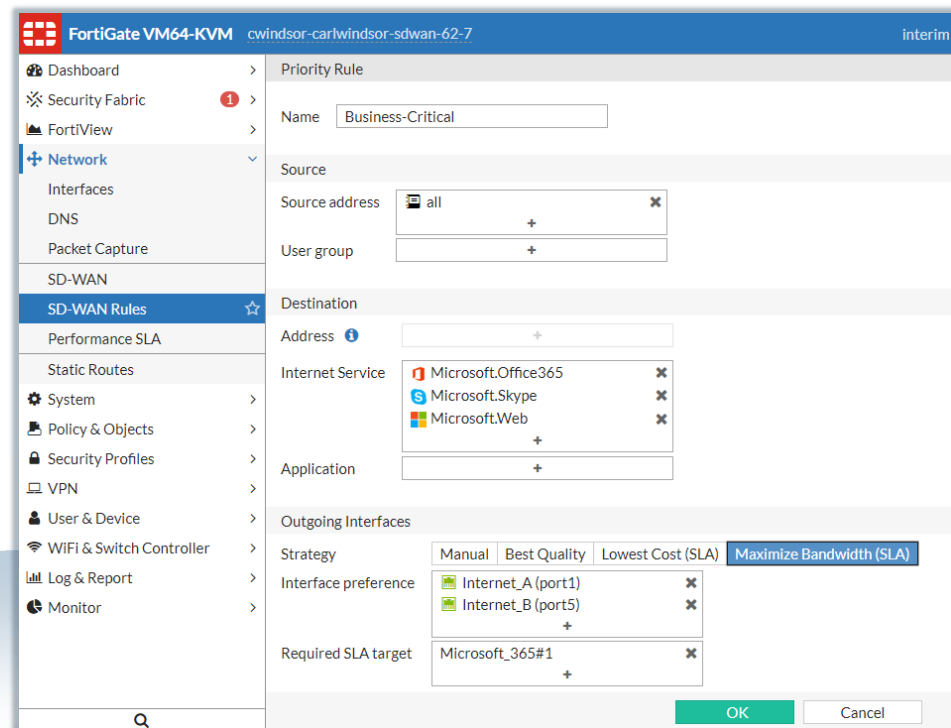 FortiGate VM64-KVM cwindsor-carlwindsor-sdwan-62-7 interim
Dashboard
Security Fabric 1
FortiView
Network
Interfaces
DNS
Packet Capture
SD-WAN
SD-WAN Rules
Performance SLA
Static Routes
System
Policy & Objects
Security Profiles
VPN
User & Device
WiFi & Switch Controller
Log & Report
Monitor
Priority Rule
Name Business-Critical
Source
Source address all
+
User group +
Destination
Address +
Internet Service Microsoft.Office365
Microsoft.Skype
Microsoft.Web
+
Application +
Outgoing Interfaces
Strategy Manual Best Quality Lowest Cost (SLA) Maximize Bandwidth (SLA)
Interface preference Internet_A (port1)
Internet_B (port5)
+
Required SLA target Microsoft_365#1
+
OK Cancel